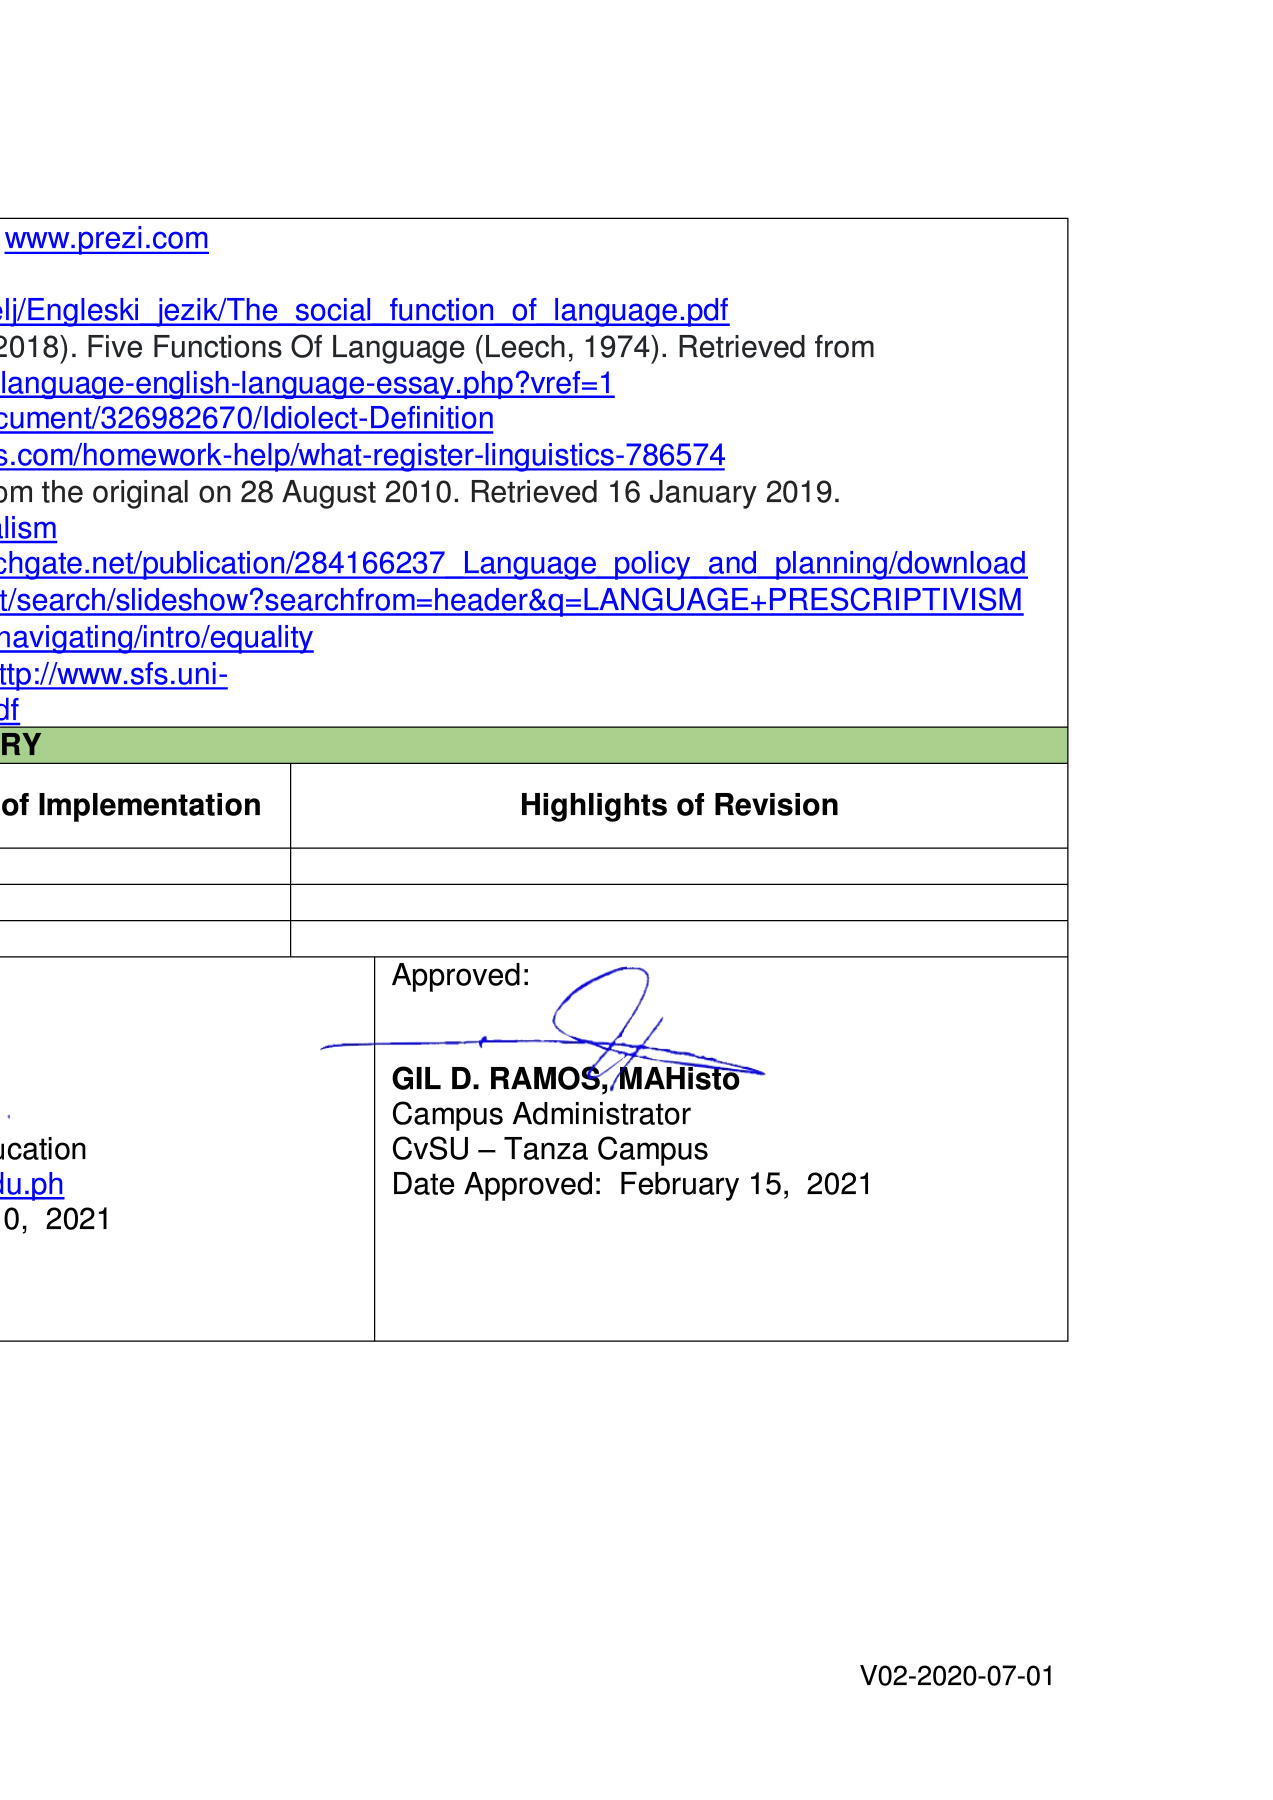 www.prezi.com
elj/Engleski_jezik/The_social_function_of_language.pdf
2018). Five Functions Of Language (Leech, 1974). Retrieved from
language-english-language-essay.php?vref=1
cument/326982670/Idiolect-Definition
s.com/homework-help/what-register-linguistics-786574
om the original on 28 August 2010. Retrieved 16 January 2019.
alism
chgate.net/publication/284166237_Language_policy_and_planning/download
t/search/slideshow?searchfrom=header&q=LANGUAGE+PRESCRIPTIVISM
navigating/intro/equality
ttp://www.sfs.uni-
df
RY
of Implementation Highlights of Revision
Approved:
GIL D. RAMOS, MAHisto
Campus Administrator
ucation CvSU – Tanza Campus
du.ph Date Approved: February 15, 2021
0, 2021
V02-2020-07-01